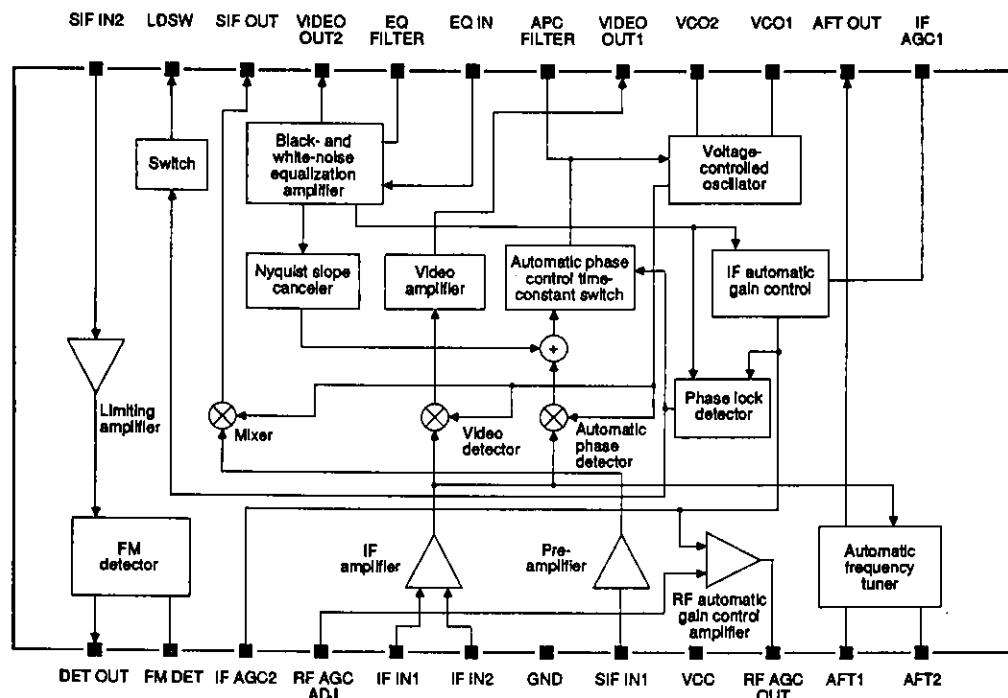 SIF IN2
LDSW
SIF OUT
VIDEO
OUT2
EQ
FILTER
EQ IN
APC
FILTER
VIDEO
OUT1
VCO2
VCO1
AFT OUT
IF
AGC1
Switch
Black- and
white-noise
equalization
amplifier
Voltage-
controlled
oscillator
Nyquist slope
canceler
Video
amplifier
Automatic phase
control time-
constant switch
IF automatic
gain control
+
Limiting
amplifier
Mixer
Video
detector
Automatic
phase
detector
Phase lock
detector
FM
detector
IF
amplifier
Pre-
amplifier
RF automatic
gain control
amplifier
Automatic
frequency
tuner
DET OUT
FM DET
IF AGC2
RF AGC
ADJ
IF IN1
IF IN2
GND
SIF IN1
VCC
RF AGC
OUT
AFT1
AFT2